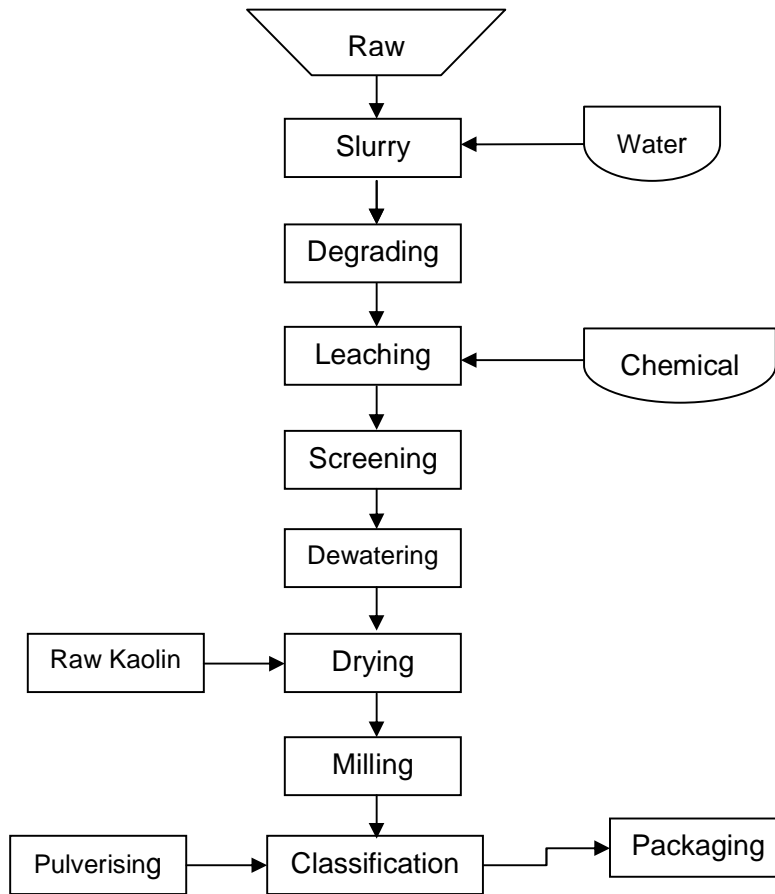 Raw
Slurry
Water
Degrading
Leaching
Chemical
Screening
Dewatering
Raw Kaolin
Drying
Milling
Pulverising
Classification
Packaging